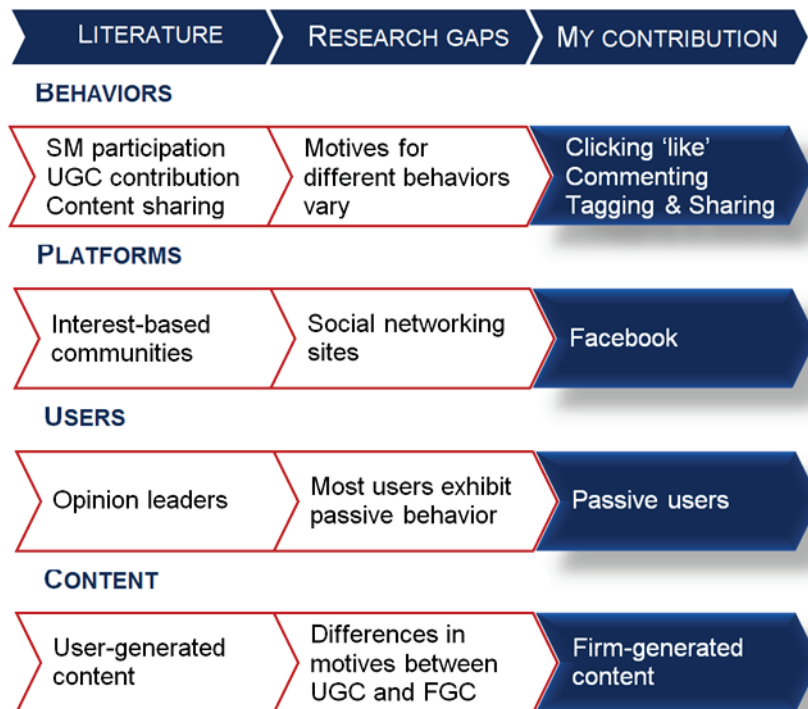 LITERATURE
RESEARCH GAPS
MY CONTRIBUTION
BEHAVIORS
SM participation
UGC contribution
Content sharing
Motives for
different behaviors
vary
Clicking ‘like’
Commenting
Tagging & Sharing
PLATFORMS
Interest-based
communities
Social networking
sites
Facebook
USERS
Opinion leaders
Most users exhibit
passive behavior
Passive users
CONTENT
User-generated
content
Differences in
motives between
UGC and FGC
Firm-generated
content